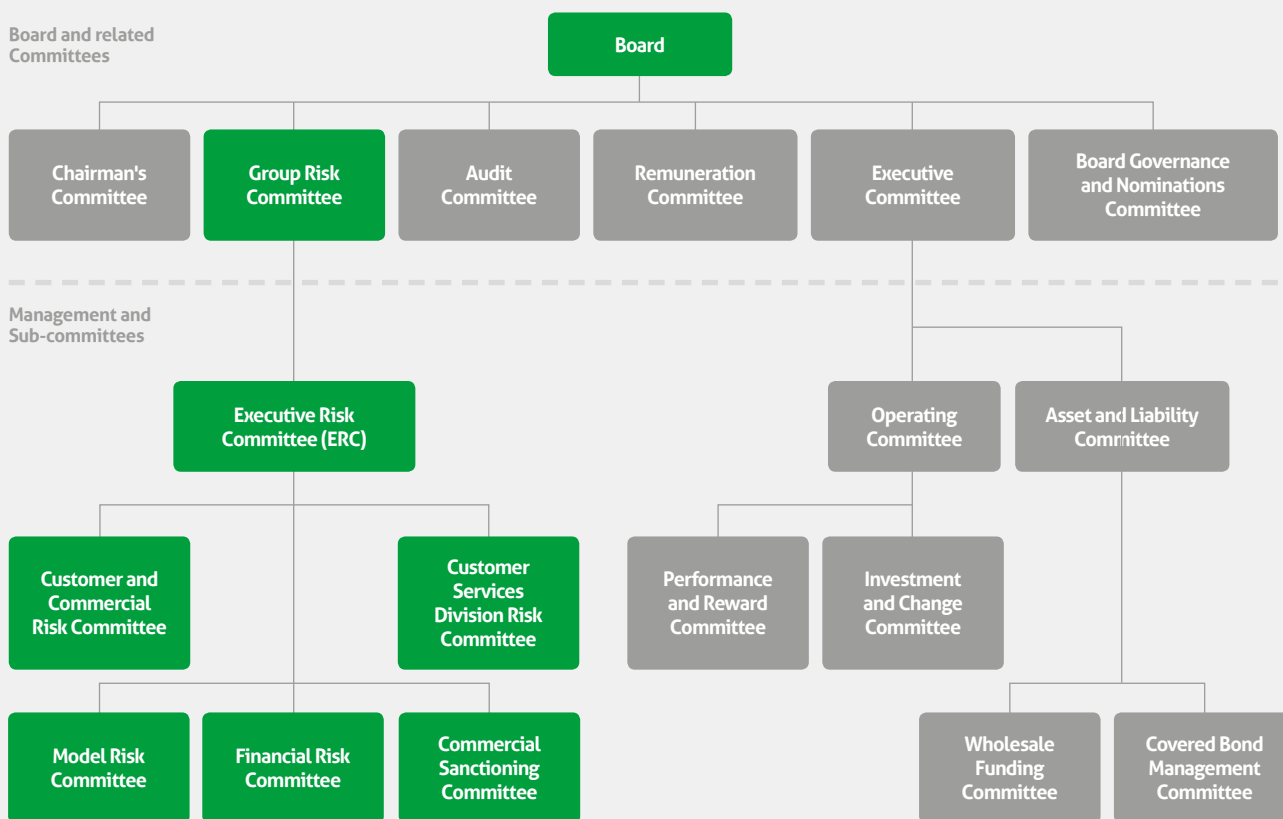 Board and related
Committees
Board
Chairman's
Committee
Group Risk
Committee
Audit
Committee
Remuneration
Committee
Executive
Committee
Board Governance
and Nominations
Committee
Management and
Sub-committees
Executive Risk
Committee (ERC)
Operating
Committee
Asset and Liability
Committee
Customer and
Commercial
Risk Committee
Customer
Services
Division Risk
Committee
Performance
and Reward
Committee
Investment
and Change
Committee
Model Risk
Committee
Financial Risk
Committee
Commercial
Sanctioning
Committee
Wholesale
Funding
Committee
Covered Bond
Management
Committee